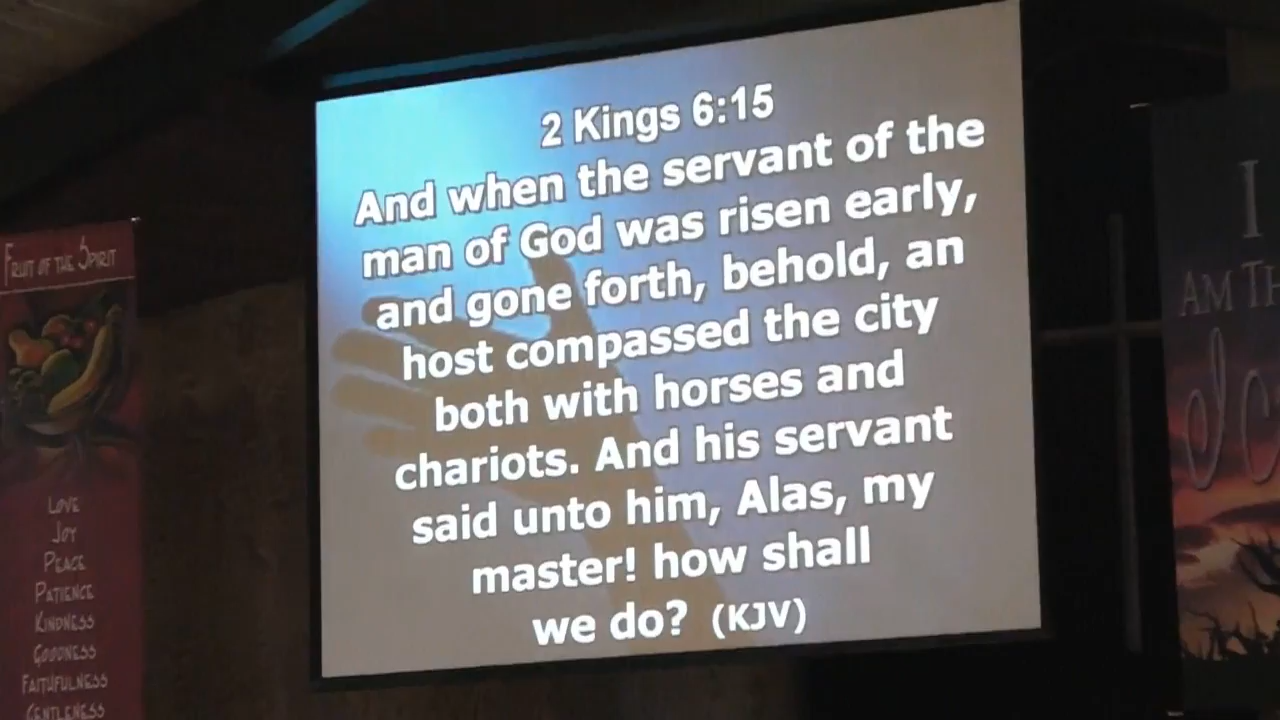 2 Kings 6:15
And when the servant of the
man of God was risen early,
and gone forth, behold, an
host compassed the city
both with horses and
chariots. And his servant
said unto him, Alas, my
master! how shall
we do? (KJV)
FRUIT OF THE SPIRIT
LOVE
JOY
PEACE
PATIENCE
KINDNESS
GOODNESS
FAITHFULNESS
GENTLENESS
I
AM